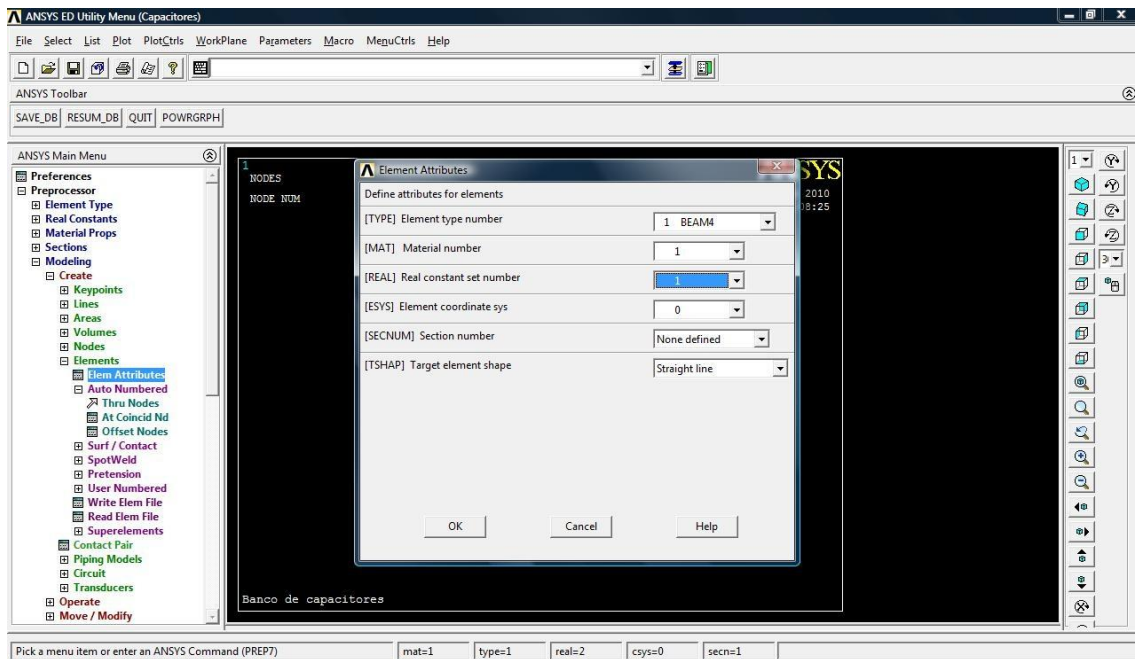 ANSYS ED Utility Menu (Capacitores)
File Select List Plot PlotCtrls WorkPlane Parameters Macro MenuCtrls Help
ANSYS Toolbar
SAVE_DB RESUM_DB QUIT POWRGRPH
ANSYS Main Menu
Preferences
Preprocessor
Element Type
Real Constants
Material Props
Sections
Modeling
Create
Keypoints
Lines
Areas
Volumes
Nodes
Elements
Elem Attributes
Auto Numbered
Thru Nodes
At Coincid Nd
Offset Nodes
Surf / Contact
SpotWeld
Pretension
User Numbered
Write Elem File
Read Elem File
Superelements
Contact Pair
Piping Models
Circuit
Transducers
Operate
Move / Modify
1
NODES
NODE NUM
SYS
2010
08:25
Element Attributes
Define attributes for elements
[TYPE] Element type number 1 BEAM4
[MAT] Material number 1
[REAL] Real constant set number 1
[ESYS] Element coordinate sys 0
[SECNUM] Section number None defined
[TSHAP] Target element shape Straight line
OK Cancel Help
Banco de capacitores
1
Pick a menu item or enter an ANSYS Command (PREP7) mat=1 type=1 real=2 csys=0 secn=1